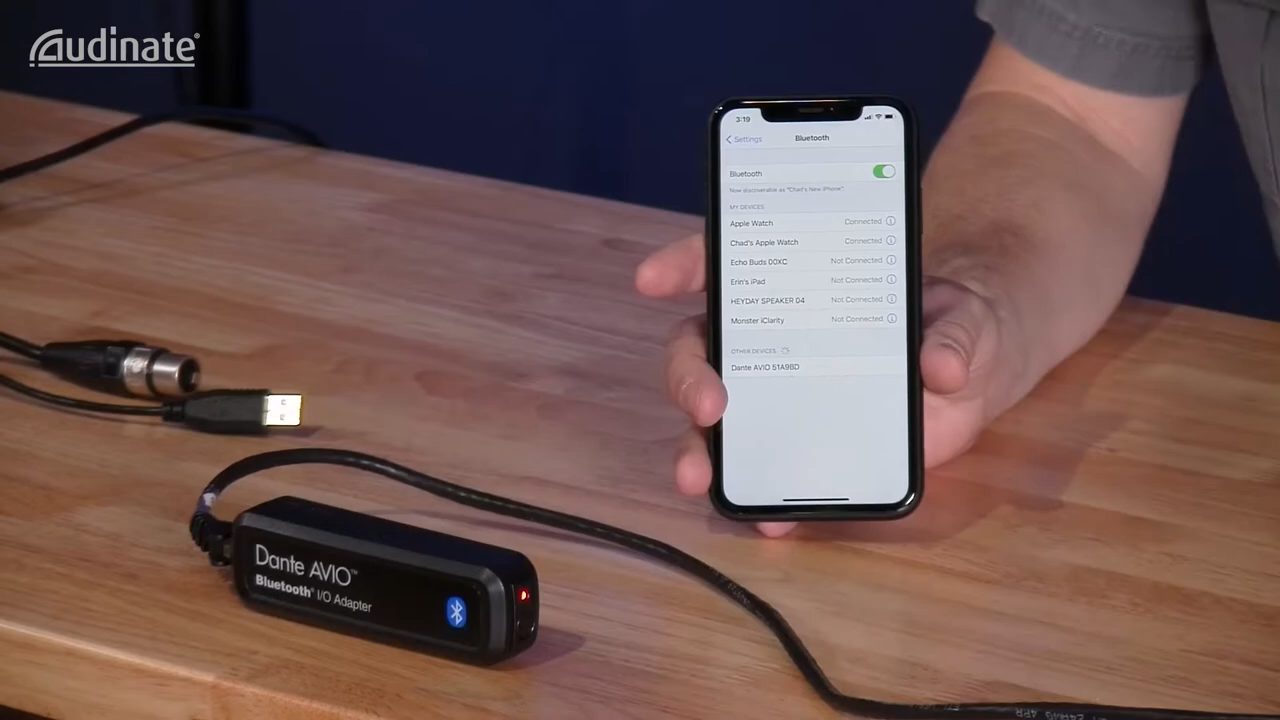 Audinate®
3:19
Settings
Bluetooth
Bluetooth
Now discoverable as "Chad's New iPhone".
MY DEVICES
Apple Watch Connected
Chad's Apple Watch Connected
Echo Buds 00XC Not Connected
Erin's iPad Not Connected
HEYDAY SPEAKER 04 Not Connected
Monster iClarity Not Connected
OTHER DEVICES
Dante AVIO 51A9BD
Dante AVIO™
Bluetooth® I/O Adapter